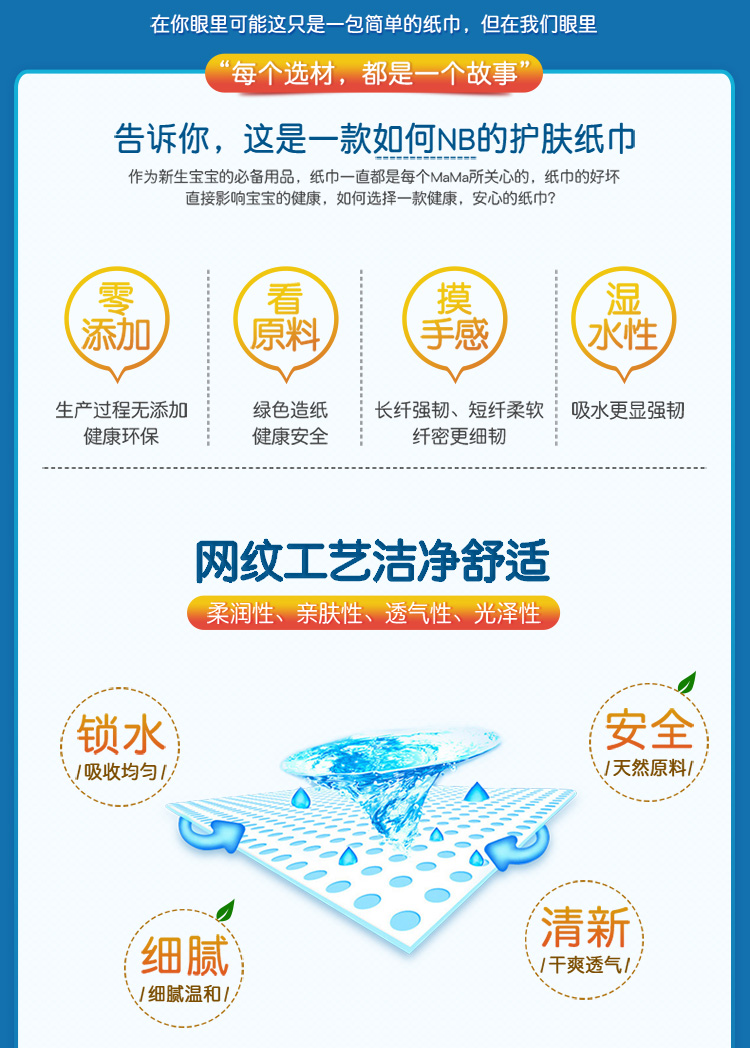 在你眼里可能这只是一包简单的纸巾，但在我们眼里
“每个选材，都是一个故事”
告诉你，这是一款如何NB的护肤纸巾
作为新生宝宝的必备用品，纸巾一直都是每个MaMa所关心的，纸巾的好坏
直接影响宝宝的健康，如何选择一款健康，安心的纸巾？
零
添加
生产过程无添加
健康环保
看
原料
绿色造纸
健康安全
摸
手感
长纤强韧、短纤柔软
纤密更细韧
湿
水性
吸水更显强韧
网纹工艺洁净舒适
柔润性、亲肤性、透气性、光泽性
锁水
/吸收均匀/
安全
/天然原料/
细腻
/细腻温和/
清新
/干爽透气/